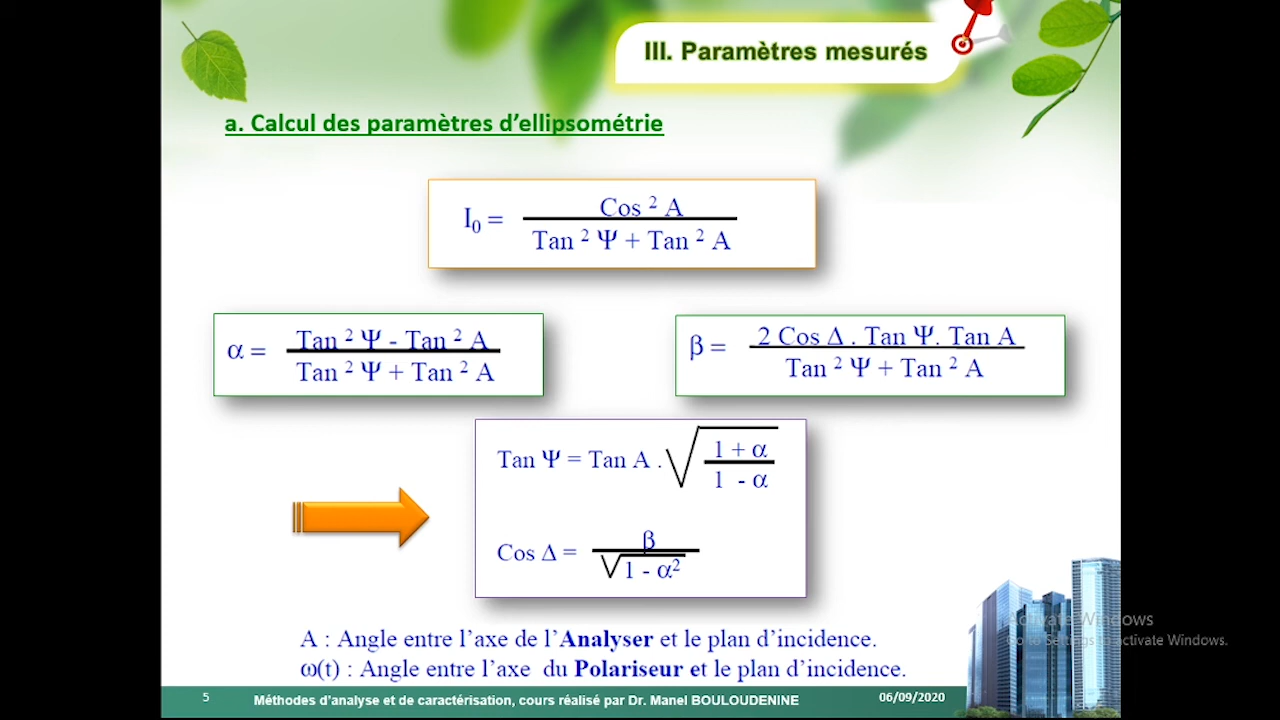 III. Paramètres mesurés
a. Calcul des paramètres d'ellipsométrie
I₀ = Cos ² A / Tan ² Ψ + Tan ² A
α = Tan ² Ψ - Tan ² A / Tan ² Ψ + Tan ² A
β = 2 Cos Δ . Tan Ψ. Tan A / Tan ² Ψ + Tan ² A
Tan Ψ = Tan A . √ 1 + α / 1 - α
Cos Δ = β / √ 1 - α²
A : Angle entre l'axe de l'Analyser et le plan d'incidence.
ω(t) : Angle entre l'axe du Polariseur et le plan d'incidence.
Activate Windows
Go to Settings to activate Windows.
5 Méthodes d'analyse et de caractérisation, cours réalisé par Dr. Manel BOULOUDENINE 06/09/2020